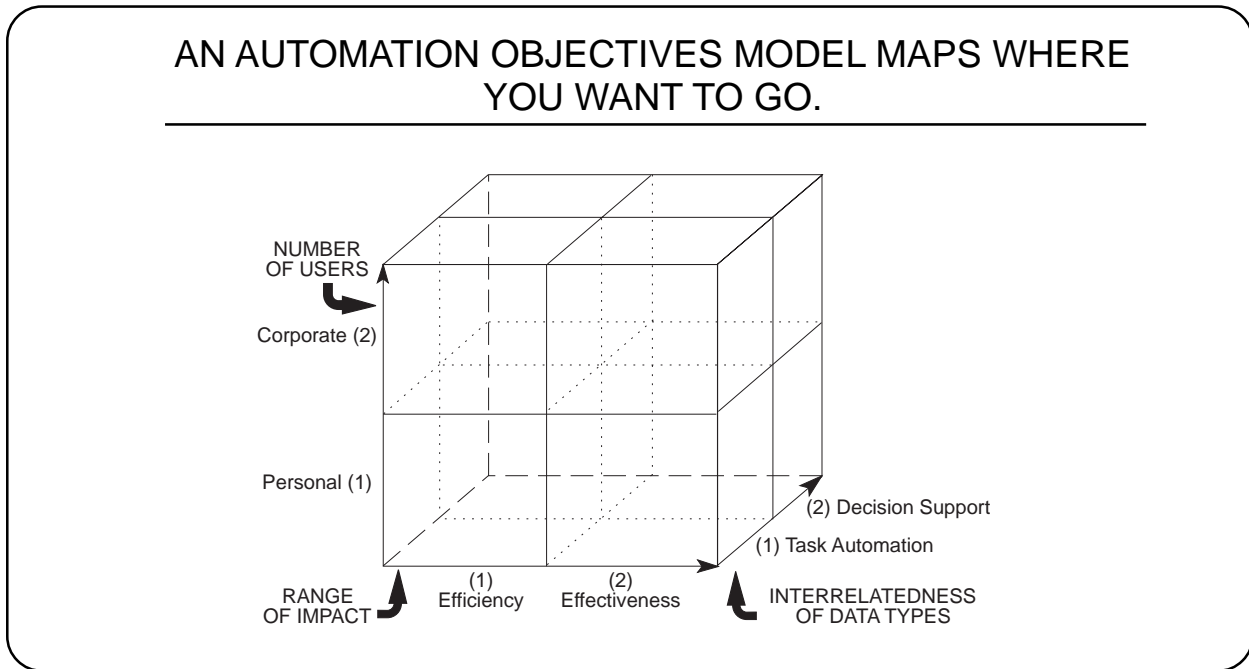 AN AUTOMATION OBJECTIVES MODEL MAPS WHERE
YOU WANT TO GO.
NUMBER
OF USERS
Corporate (2)
Personal (1)
(2) Decision Support
(1) Task Automation
(1)
Efficiency
(2)
Effectiveness
RANGE
OF IMPACT
INTERRELATEDNESS
OF DATA TYPES